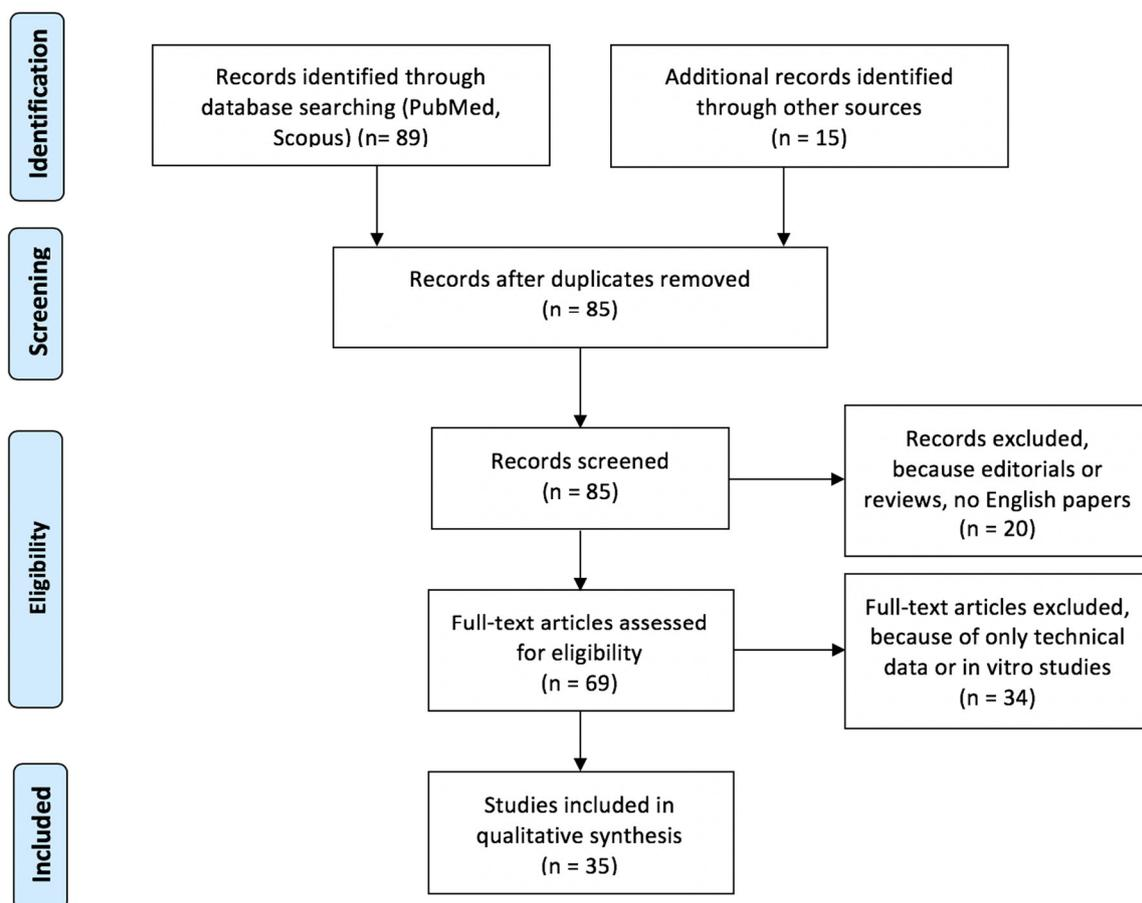 Identification
Records identified through
database searching (PubMed,
Scopus) (n= 89)
Additional records identified
through other sources
(n = 15)
Screening
Records after duplicates removed
(n = 85)
Eligibility
Records screened
(n = 85)
Records excluded,
because editorials or
reviews, no English papers
(n = 20)
Full-text articles assessed
for eligibility
(n = 69)
Full-text articles excluded,
because of only technical
data or in vitro studies
(n = 34)
Included
Studies included in
qualitative synthesis
(n = 35)